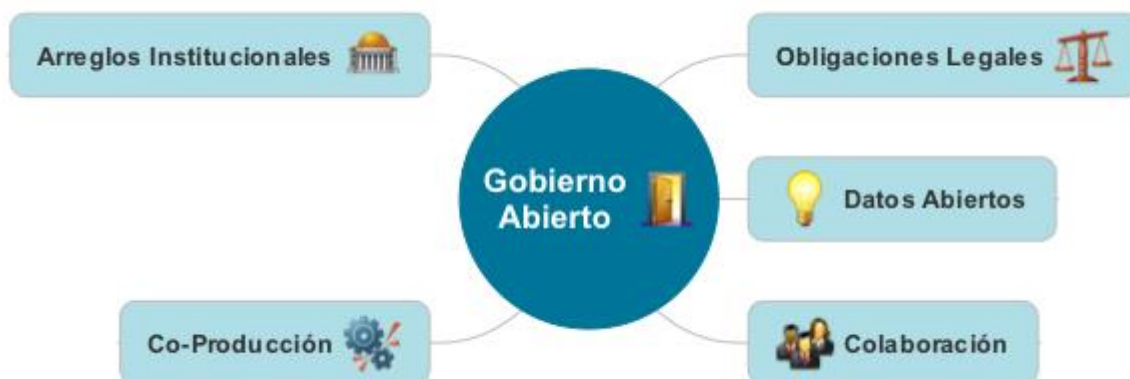 Arreglos Institucionales
Obligaciones Legales
Gobierno
Abierto
Datos Abiertos
Co-Producción
Colaboración